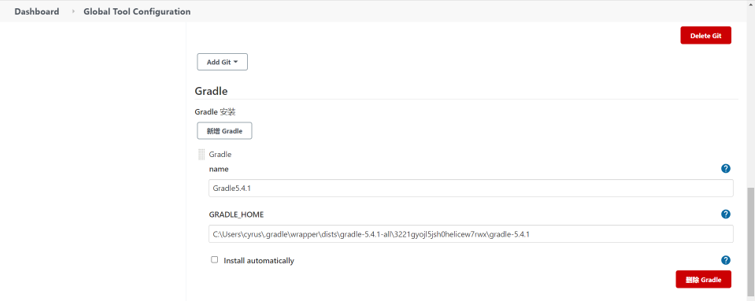 Dashboard > Global Tool Configuration
Delete Git
Add Git
Gradle
Gradle 安装
新增 Gradle
Gradle
name
Gradle5.4.1
GRADLE_HOME
C:\Users\cyrus\.gradle\wrapper\dists\gradle-5.4.1-all\3221gyojl5jsh0helicew7rwx\gradle-5.4.1
Install automatically
删除 Gradle